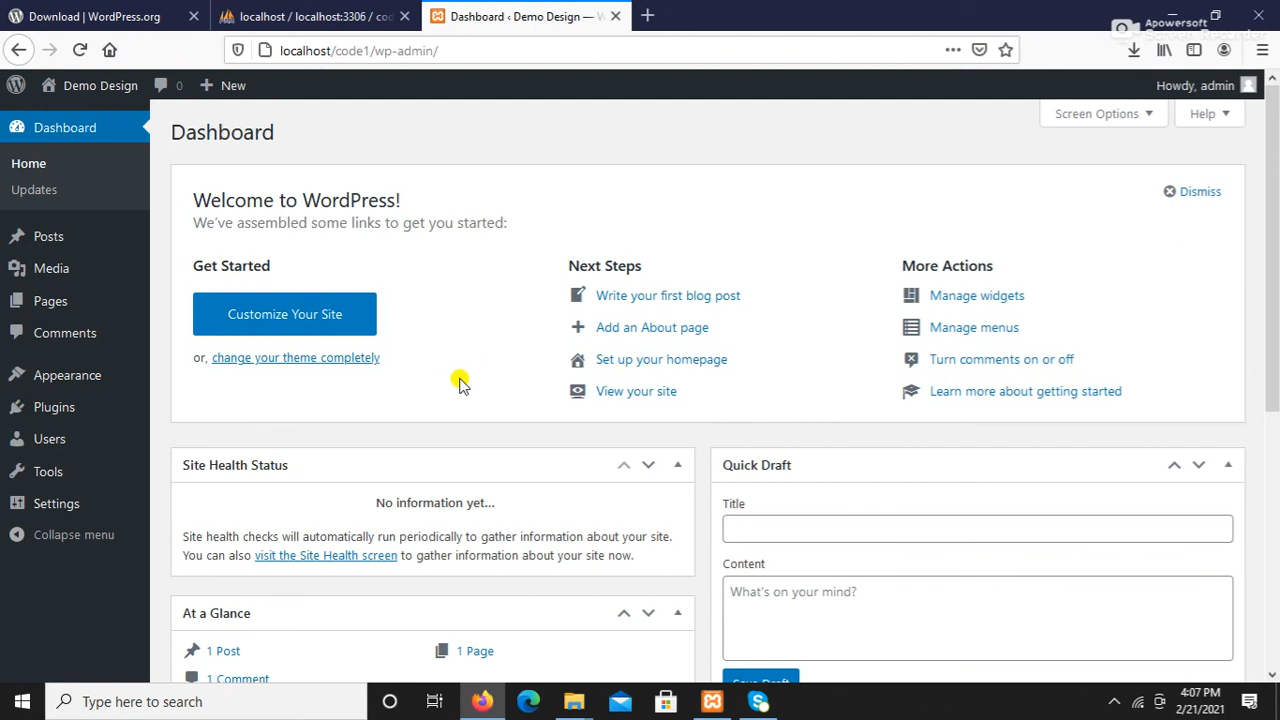 Download | WordPress.org
localhost / localhost:3306 / co
Dashboard ‹ Demo Design — W
Apowersoft
Screen Recorder
localhost/code1/wp-admin/
Demo Design
0
New
Howdy, admin
Dashboard
Home
Updates
Posts
Media
Pages
Comments
Appearance
Plugins
Users
Tools
Settings
Collapse menu
Dashboard
Screen Options
Help
Welcome to WordPress!
We've assembled some links to get you started:
Dismiss
Get Started
Customize Your Site
or, change your theme completely
Next Steps
Write your first blog post
Add an About page
Set up your homepage
View your site
More Actions
Manage widgets
Manage menus
Turn comments on or off
Learn more about getting started
Site Health Status
No information yet...
Site health checks will automatically run periodically to gather information about your site.
You can also visit the Site Health screen to gather information about your site now.
At a Glance
1 Post
1 Page
1 Comment
Quick Draft
Title
Content
What's on your mind?
Save Draft
Type here to search
4:07 PM
2/21/2021